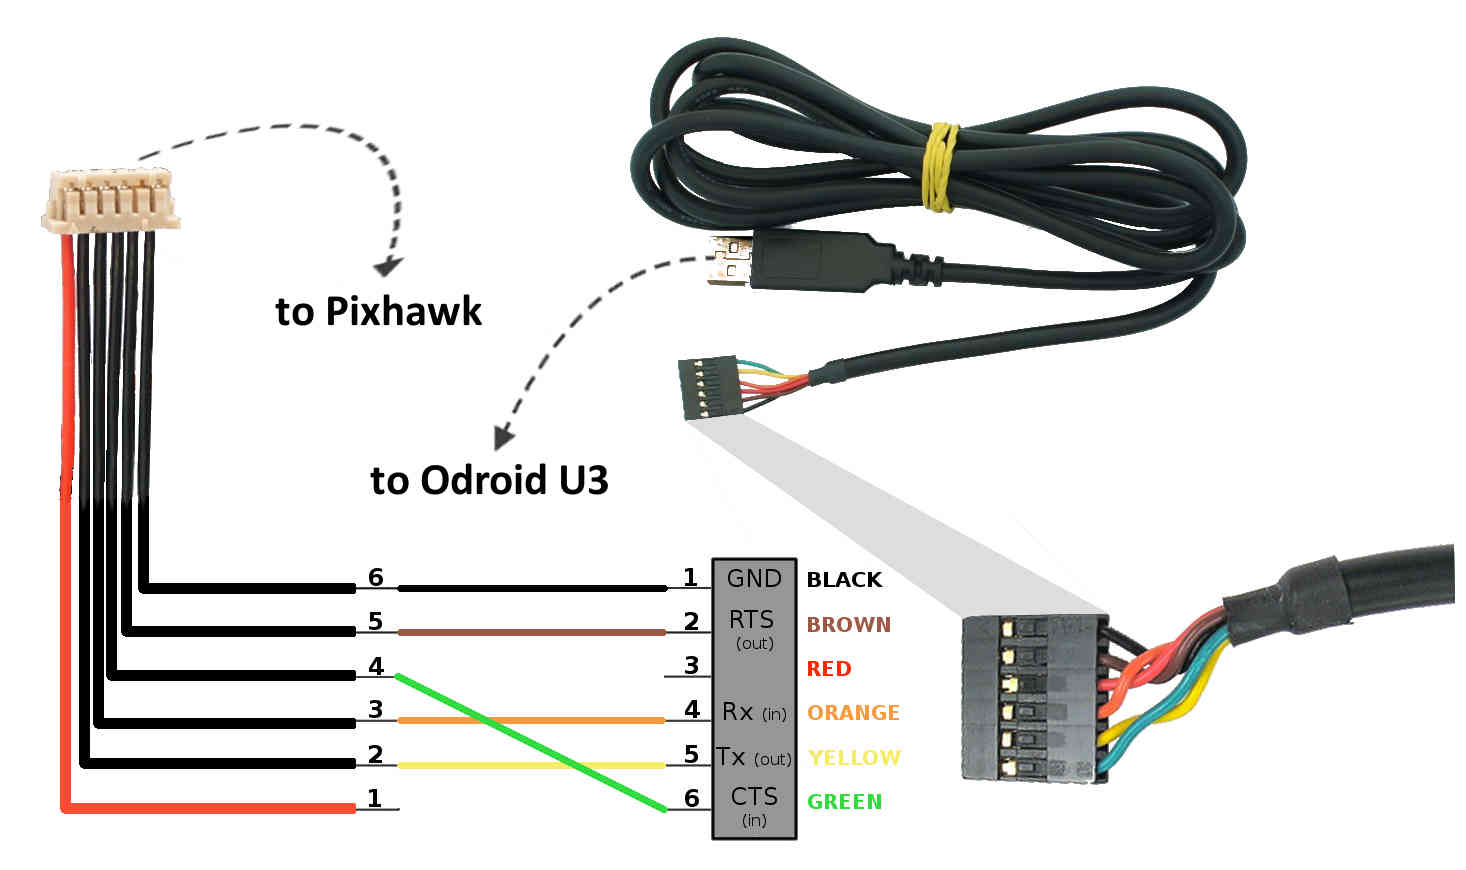 to Pixhawk
to Odroid U3
6 1 GND BLACK
5 2 RTS (out) BROWN
4 3 RED
3 4 Rx (in) ORANGE
2 5 Tx (out) YELLOW
1 6 CTS (in) GREEN